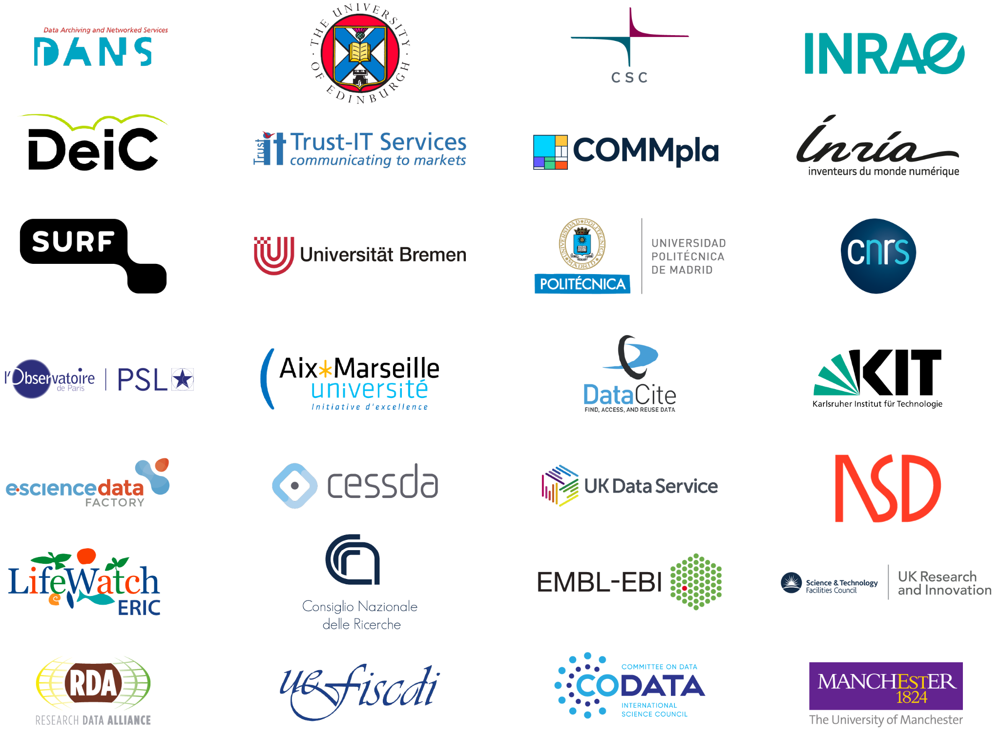 Data Archiving and Networked Services
DANS
· THE UNIVERSITY ·
OF EDINBURGH
CSC
INRAE
DeiC
Trust
it
Trust-IT Services
communicating to markets
COMMpla
Inría
inventeurs du monde numérique
SURF
Universität Bremen
UNIVERSIDAD POLITÉCNICA
MADRID
POLITÉCNICA
UNIVERSIDAD
POLITÉCNICA
DE MADRID
cnrs
l'Observatoire
de Paris
PSL
Aix*Marseille
université
Initiative d'excellence
DataCite
FIND, ACCESS, AND REUSE DATA
KIT
Karlsruher Institut für Technologie
e·sciencedata
FACTORY
cessda
UK Data Service
NSD
LifeWatch
ERIC
Consiglio Nazionale
delle Ricerche
EMBL-EBI
Science & Technology
Facilities Council
UK Research
and Innovation
RDA
RESEARCH DATA ALLIANCE
uefiscdi
COMMITTEE ON DATA
CODATA
INTERNATIONAL
SCIENCE COUNCIL
MANCHESTER
1824
The University of Manchester